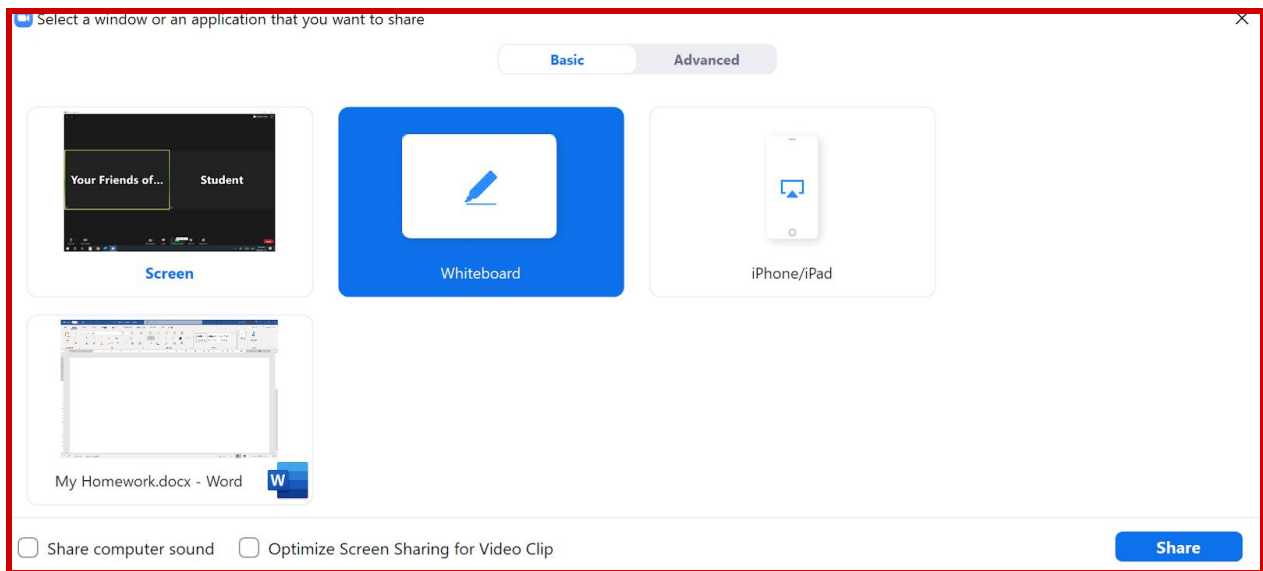 Select a window or an application that you want to share
Basic Advanced
Your Friends of... Student
Screen Whiteboard iPhone/iPad
My Homework.docx - Word W
Share computer sound Optimize Screen Sharing for Video Clip Share